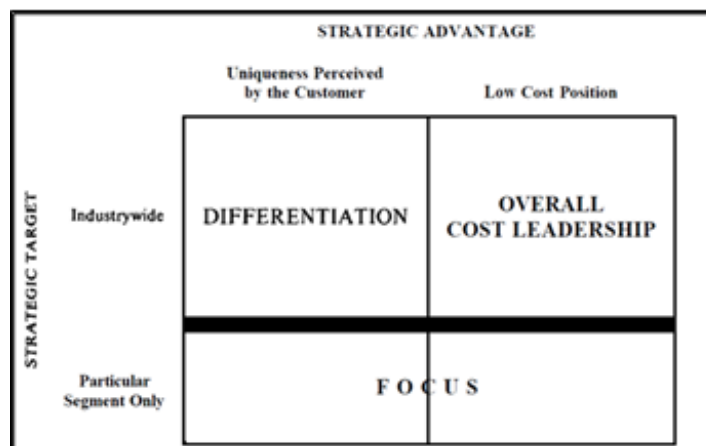 STRATEGIC ADVANTAGE
Uniqueness Perceived
by the Customer
Low Cost Position
STRATEGIC TARGET
Industrywide
DIFFERENTIATION
OVERALL
COST LEADERSHIP
Particular
Segment Only
FOCUS